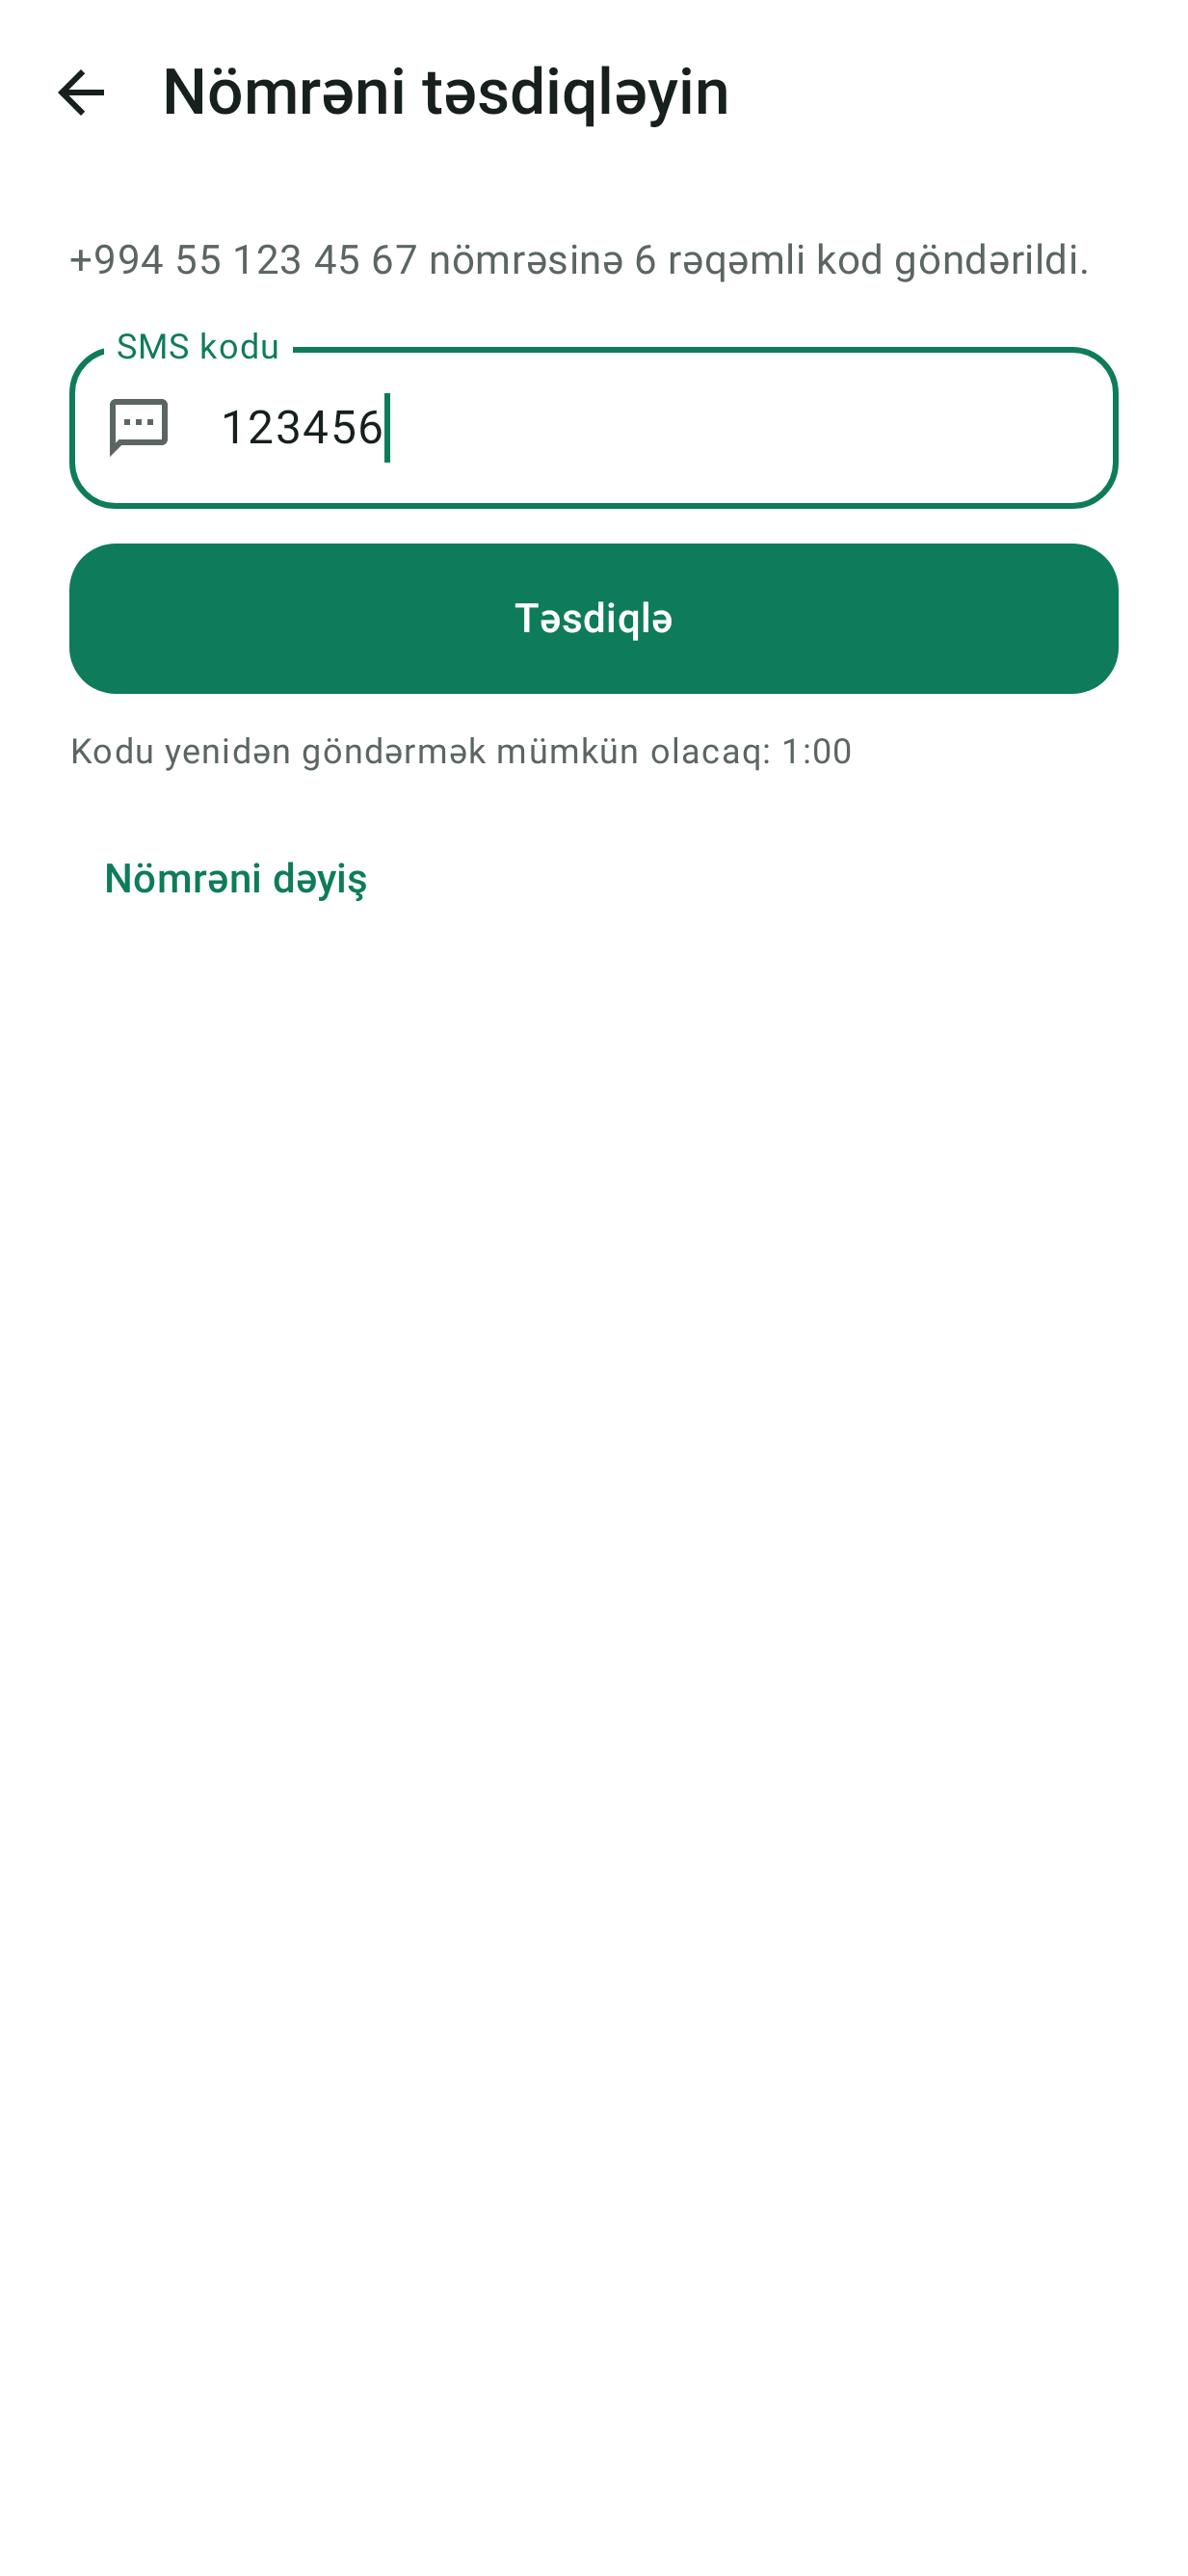 Nömrəni təsdiqləyin
+994 55 123 45 67 nömrəsinə 6 rəqəmli kod göndərildi.
SMS kodu
123456
Təsdiqlə
Kodu yenidən göndərmək mümkün olacaq: 1:00
Nömrəni dəyiş